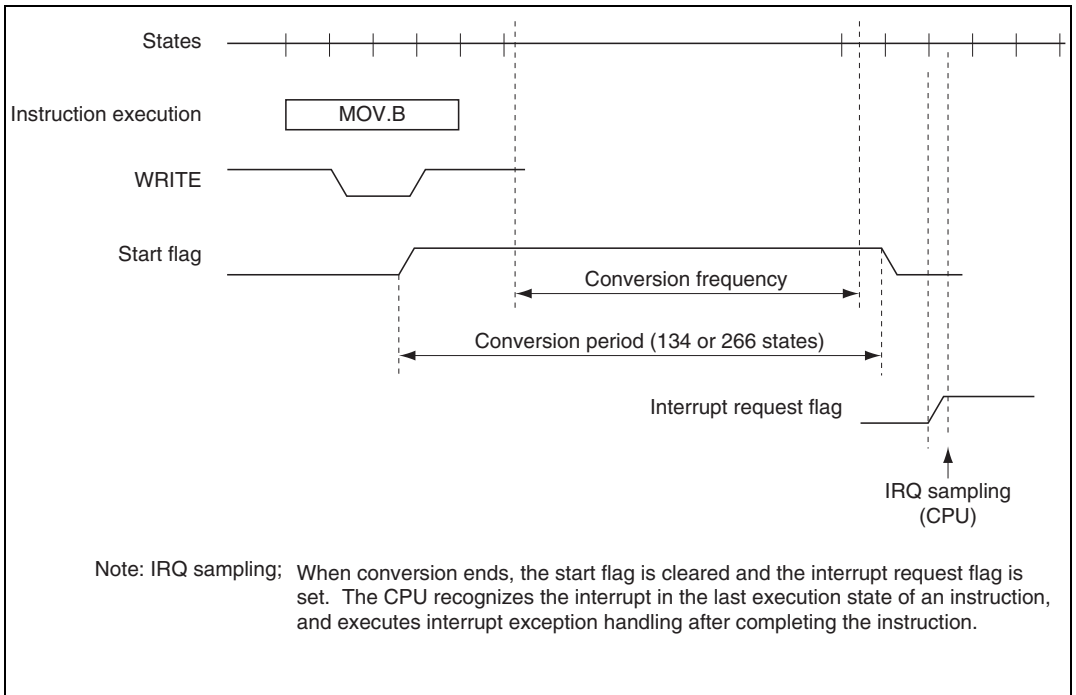 States
Instruction execution
MOV.B
WRITE
Start flag
Conversion frequency
Conversion period (134 or 266 states)
Interrupt request flag
IRQ sampling
(CPU)
Note: IRQ sampling; When conversion ends, the start flag is cleared and the interrupt request flag is
set. The CPU recognizes the interrupt in the last execution state of an instruction,
and executes interrupt exception handling after completing the instruction.